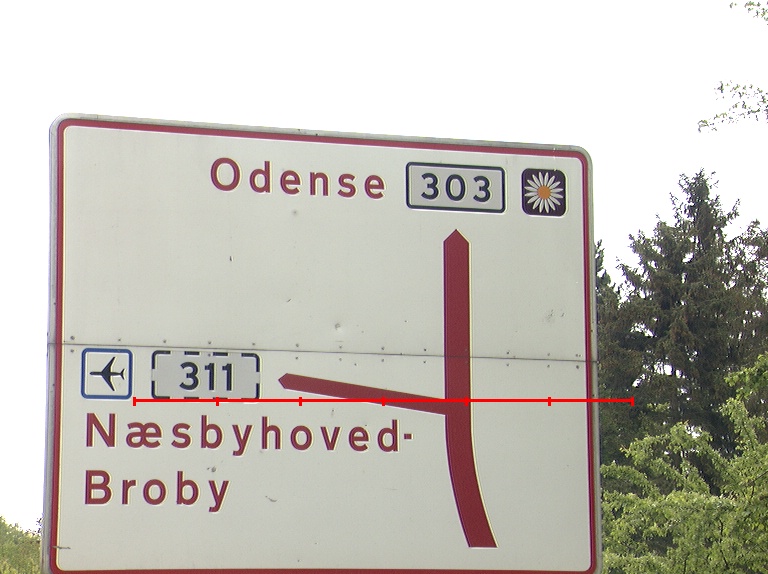 Odense 303
311
Næsbyhoved-
Broby